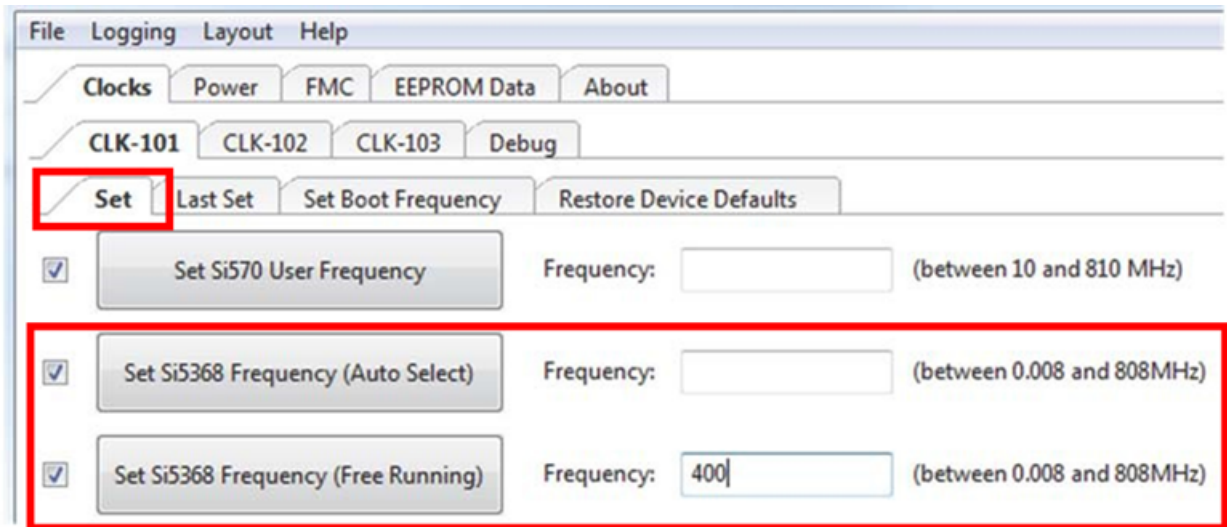 File Logging Layout Help
Clocks Power FMC EEPROM Data About
CLK-101 CLK-102 CLK-103 Debug
Set Last Set Set Boot Frequency Restore Device Defaults
Set Si570 User Frequency Frequency: (between 10 and 810 MHz)
Set Si5368 Frequency (Auto Select) Frequency: (between 0.008 and 808MHz)
Set Si5368 Frequency (Free Running) Frequency: 400 (between 0.008 and 808MHz)